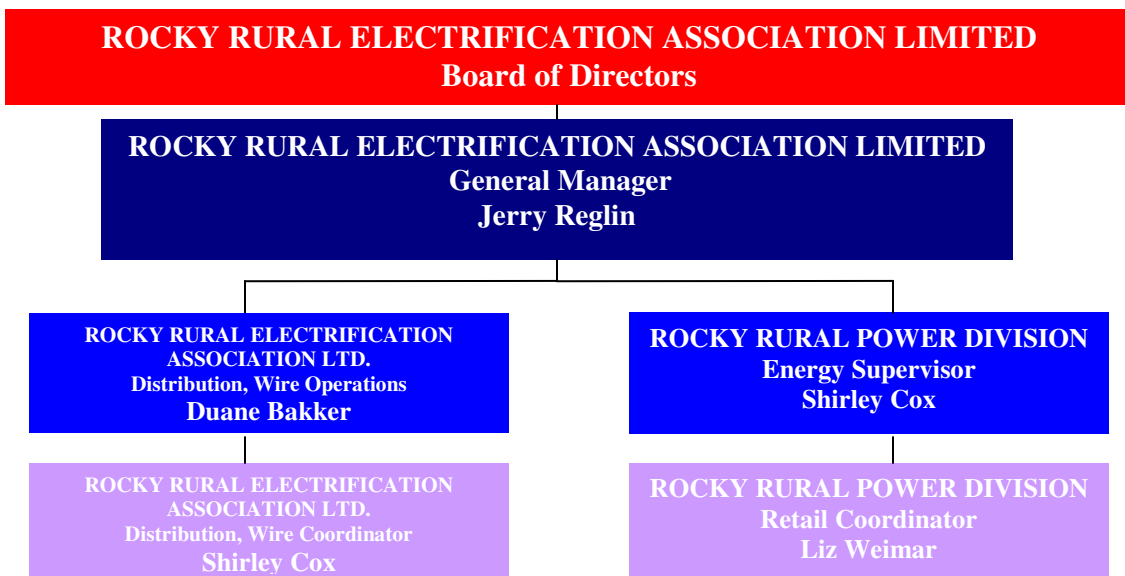 ROCKY RURAL ELECTRIFICATION ASSOCIATION LIMITED
Board of Directors
ROCKY RURAL ELECTRIFICATION ASSOCIATION LIMITED
General Manager
Jerry Reglin
ROCKY RURAL ELECTRIFICATION
ASSOCIATION LTD.
Distribution, Wire Operations
Duane Bakker
ROCKY RURAL POWER DIVISION
Energy Supervisor
Shirley Cox
ROCKY RURAL ELECTRIFICATION
ASSOCIATION LTD.
Distribution, Wire Coordinator
Shirley Cox
ROCKY RURAL POWER DIVISION
Retail Coordinator
Liz Weimar